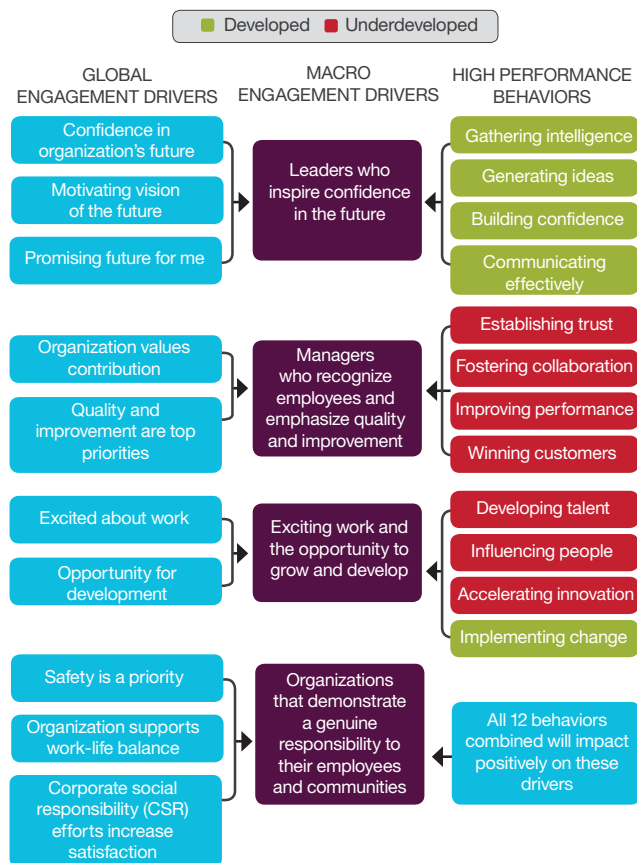 Developed Underdeveloped
GLOBAL
ENGAGEMENT DRIVERS
MACRO
ENGAGEMENT DRIVERS
HIGH PERFORMANCE
BEHAVIORS
Confidence in
organization's future
Motivating vision
of the future
Promising future for me
Leaders who
inspire confidence
in the future
Gathering intelligence
Generating ideas
Building confidence
Communicating
effectively
Organization values
contribution
Quality and
improvement are top
priorities
Managers
who recognize
employees and
emphasize quality
and improvement
Establishing trust
Fostering collaboration
Improving performance
Winning customers
Excited about work
Opportunity for
development
Exciting work and
the opportunity to
grow and develop
Developing talent
Influencing people
Accelerating innovation
Implementing change
Safety is a priority
Organization supports
work-life balance
Corporate social
responsibility (CSR)
efforts increase
satisfaction
Organizations
that demonstrate
a genuine
responsibility to
their employees
and communities
All 12 behaviors
combined will impact
positively on these
drivers